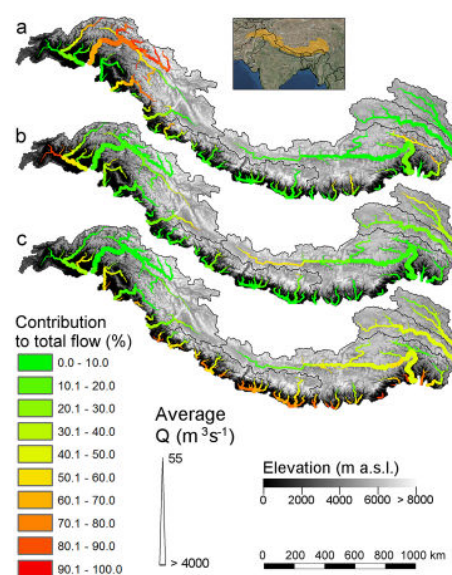 a
b
c
Contribution
to total flow (%)
0.0 - 10.0
10.1 - 20.0
20.1 - 30.0
30.1 - 40.0
40.1 - 50.0
50.1 - 60.0
60.1 - 70.0
70.1 - 80.0
80.1 - 90.0
90.1 - 100.0
Average
Q (m³s⁻¹)
55
> 4000
Elevation (m a.s.l.)
0 2000 4000 6000 > 8000
0 200 400 600 800 1000 km